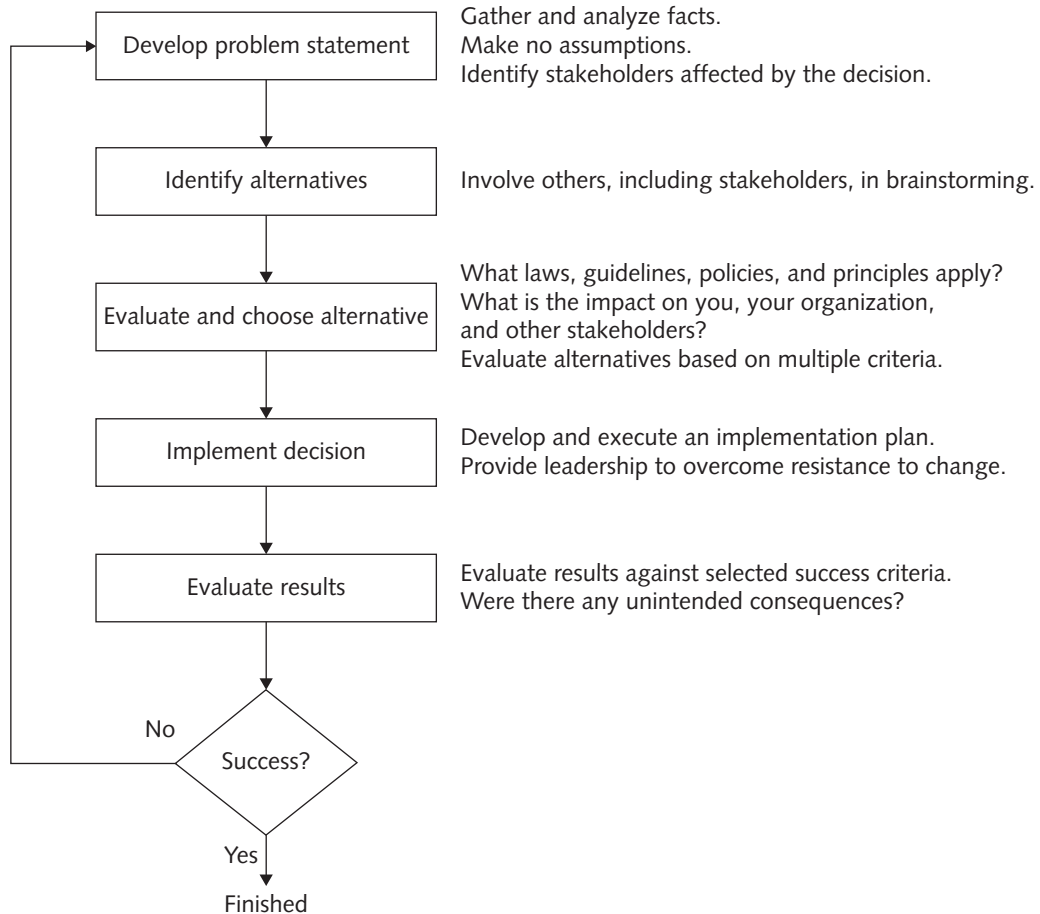 Develop problem statement
Gather and analyze facts.
Make no assumptions.
Identify stakeholders affected by the decision.
Identify alternatives
Involve others, including stakeholders, in brainstorming.
Evaluate and choose alternative
What laws, guidelines, policies, and principles apply?
What is the impact on you, your organization,
and other stakeholders?
Evaluate alternatives based on multiple criteria.
Implement decision
Develop and execute an implementation plan.
Provide leadership to overcome resistance to change.
Evaluate results
Evaluate results against selected success criteria.
Were there any unintended consequences?
No
Success?
Yes
Finished